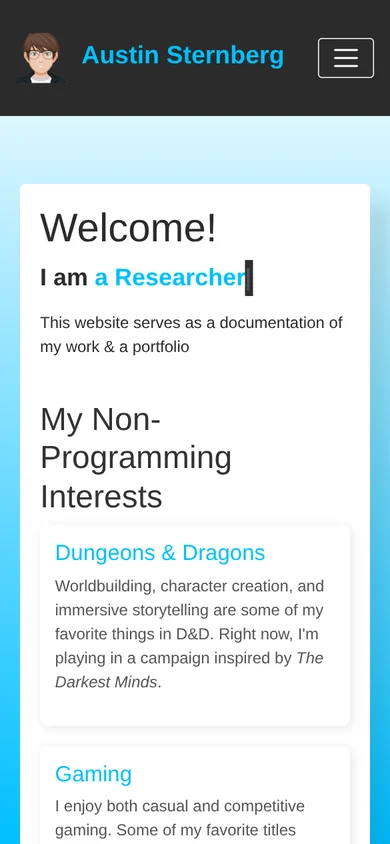 Austin Sternberg
Welcome!
I am a Researcher
This website serves as a documentation of
my work & a portfolio
My Non-
Programming
Interests
Dungeons & Dragons
Worldbuilding, character creation, and
immersive storytelling are some of my
favorite things in D&D. Right now, I'm
playing in a campaign inspired by The
Darkest Minds.
Gaming
I enjoy both casual and competitive
gaming. Some of my favorite titles